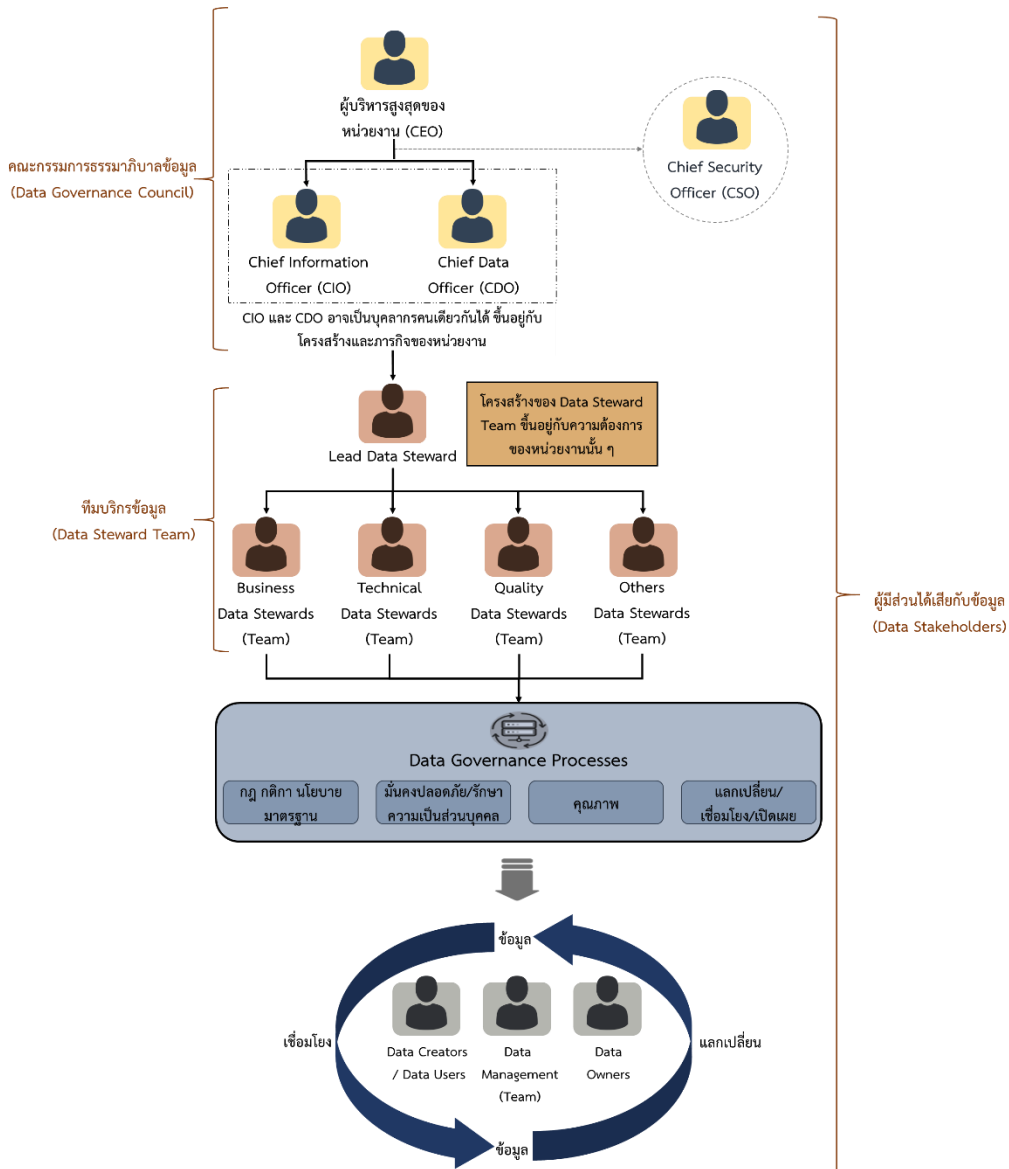 ผู้บริหารสูงสุดของ
หน่วยงาน (CEO)
Chief Security
Officer (CSO)
คณะกรรมการธรรมาภิบาลข้อมูล
(Data Governance Council)
Chief Information
Officer (CIO)
Chief Data
Officer (CDO)
CIO และ CDO อาจเป็นบุคลากรคนเดียวกันได้ ขึ้นอยู่กับ
โครงสร้างและภารกิจของหน่วยงาน
Lead Data Steward
โครงสร้างของ Data Steward
Team ขึ้นอยู่กับความต้องการ
ของหน่วยงานนั้น ๆ
ทีมบริกรข้อมูล
(Data Steward Team)
Business
Data Stewards
(Team)
Technical
Data Stewards
(Team)
Quality
Data Stewards
(Team)
Others
Data Stewards
(Team)
ผู้มีส่วนได้เสียกับข้อมูล
(Data Stakeholders)
Data Governance Processes
กฎ กติกา นโยบาย
มาตรฐาน
มั่นคงปลอดภัย/รักษา
ความเป็นส่วนบุคคล
คุณภาพ
แลกเปลี่ยน/
เชื่อมโยง/เปิดเผย
ข้อมูล
เชื่อมโยง
Data Creators
/ Data Users
Data
Management
(Team)
Data
Owners
แลกเปลี่ยน
ข้อมูล